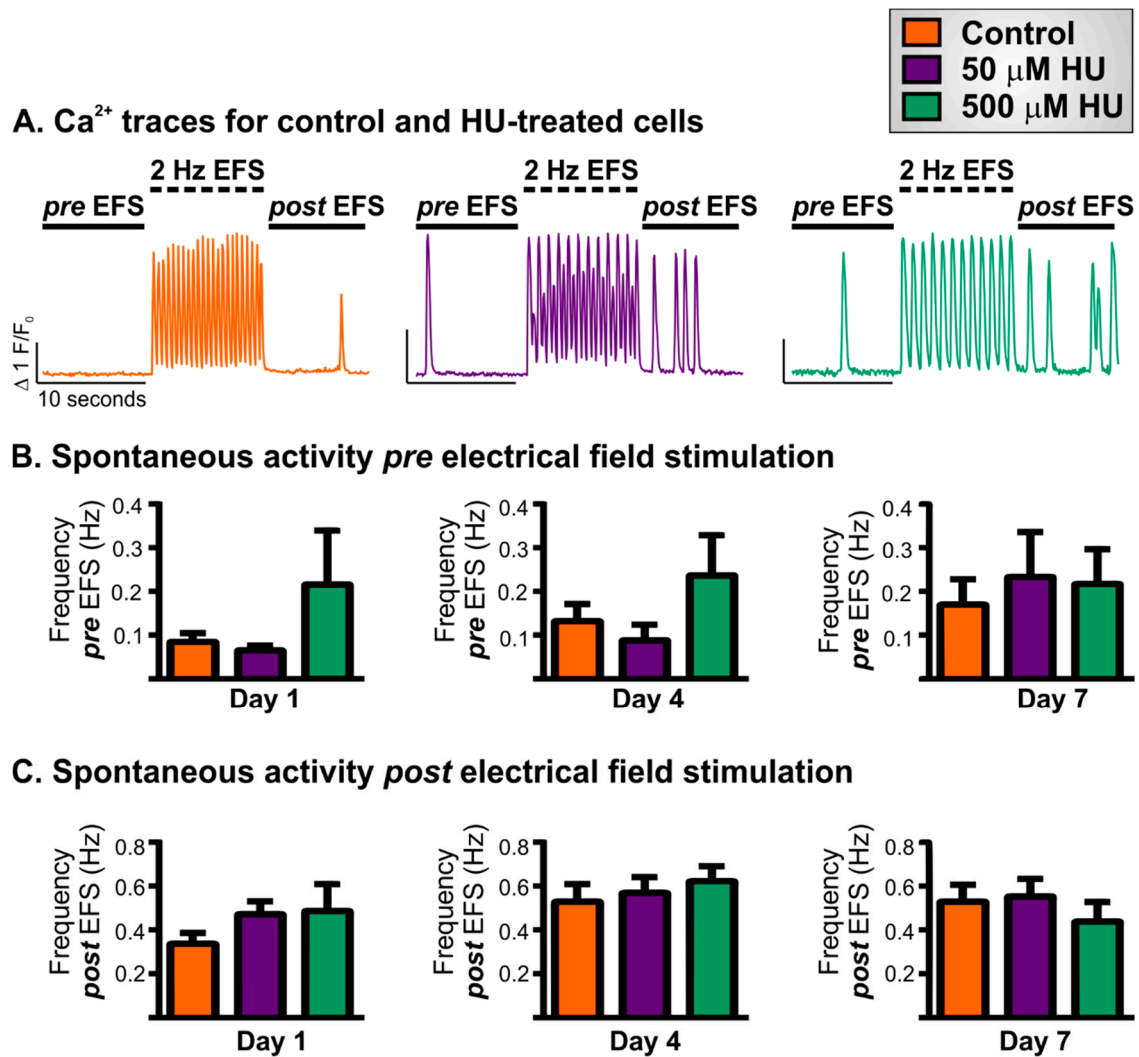 Control
50 μM HU
500 μM HU
A. Ca²⁺ traces for control and HU-treated cells
2 Hz EFS
pre EFS
post EFS
2 Hz EFS
pre EFS
post EFS
2 Hz EFS
pre EFS
post EFS
Δ 1 F/F₀
10 seconds
B. Spontaneous activity pre electrical field stimulation
Frequency
pre EFS (Hz)
0.4
0.3
0.2
0.1
Day 1
Frequency
pre EFS (Hz)
0.4
0.3
0.2
0.1
Day 4
Frequency
pre EFS (Hz)
0.4
0.3
0.2
0.1
Day 7
C. Spontaneous activity post electrical field stimulation
Frequency
post EFS (Hz)
0.8
0.6
0.4
0.2
Day 1
Frequency
post EFS (Hz)
0.8
0.6
0.4
0.2
Day 4
Frequency
post EFS (Hz)
0.8
0.6
0.4
0.2
Day 7